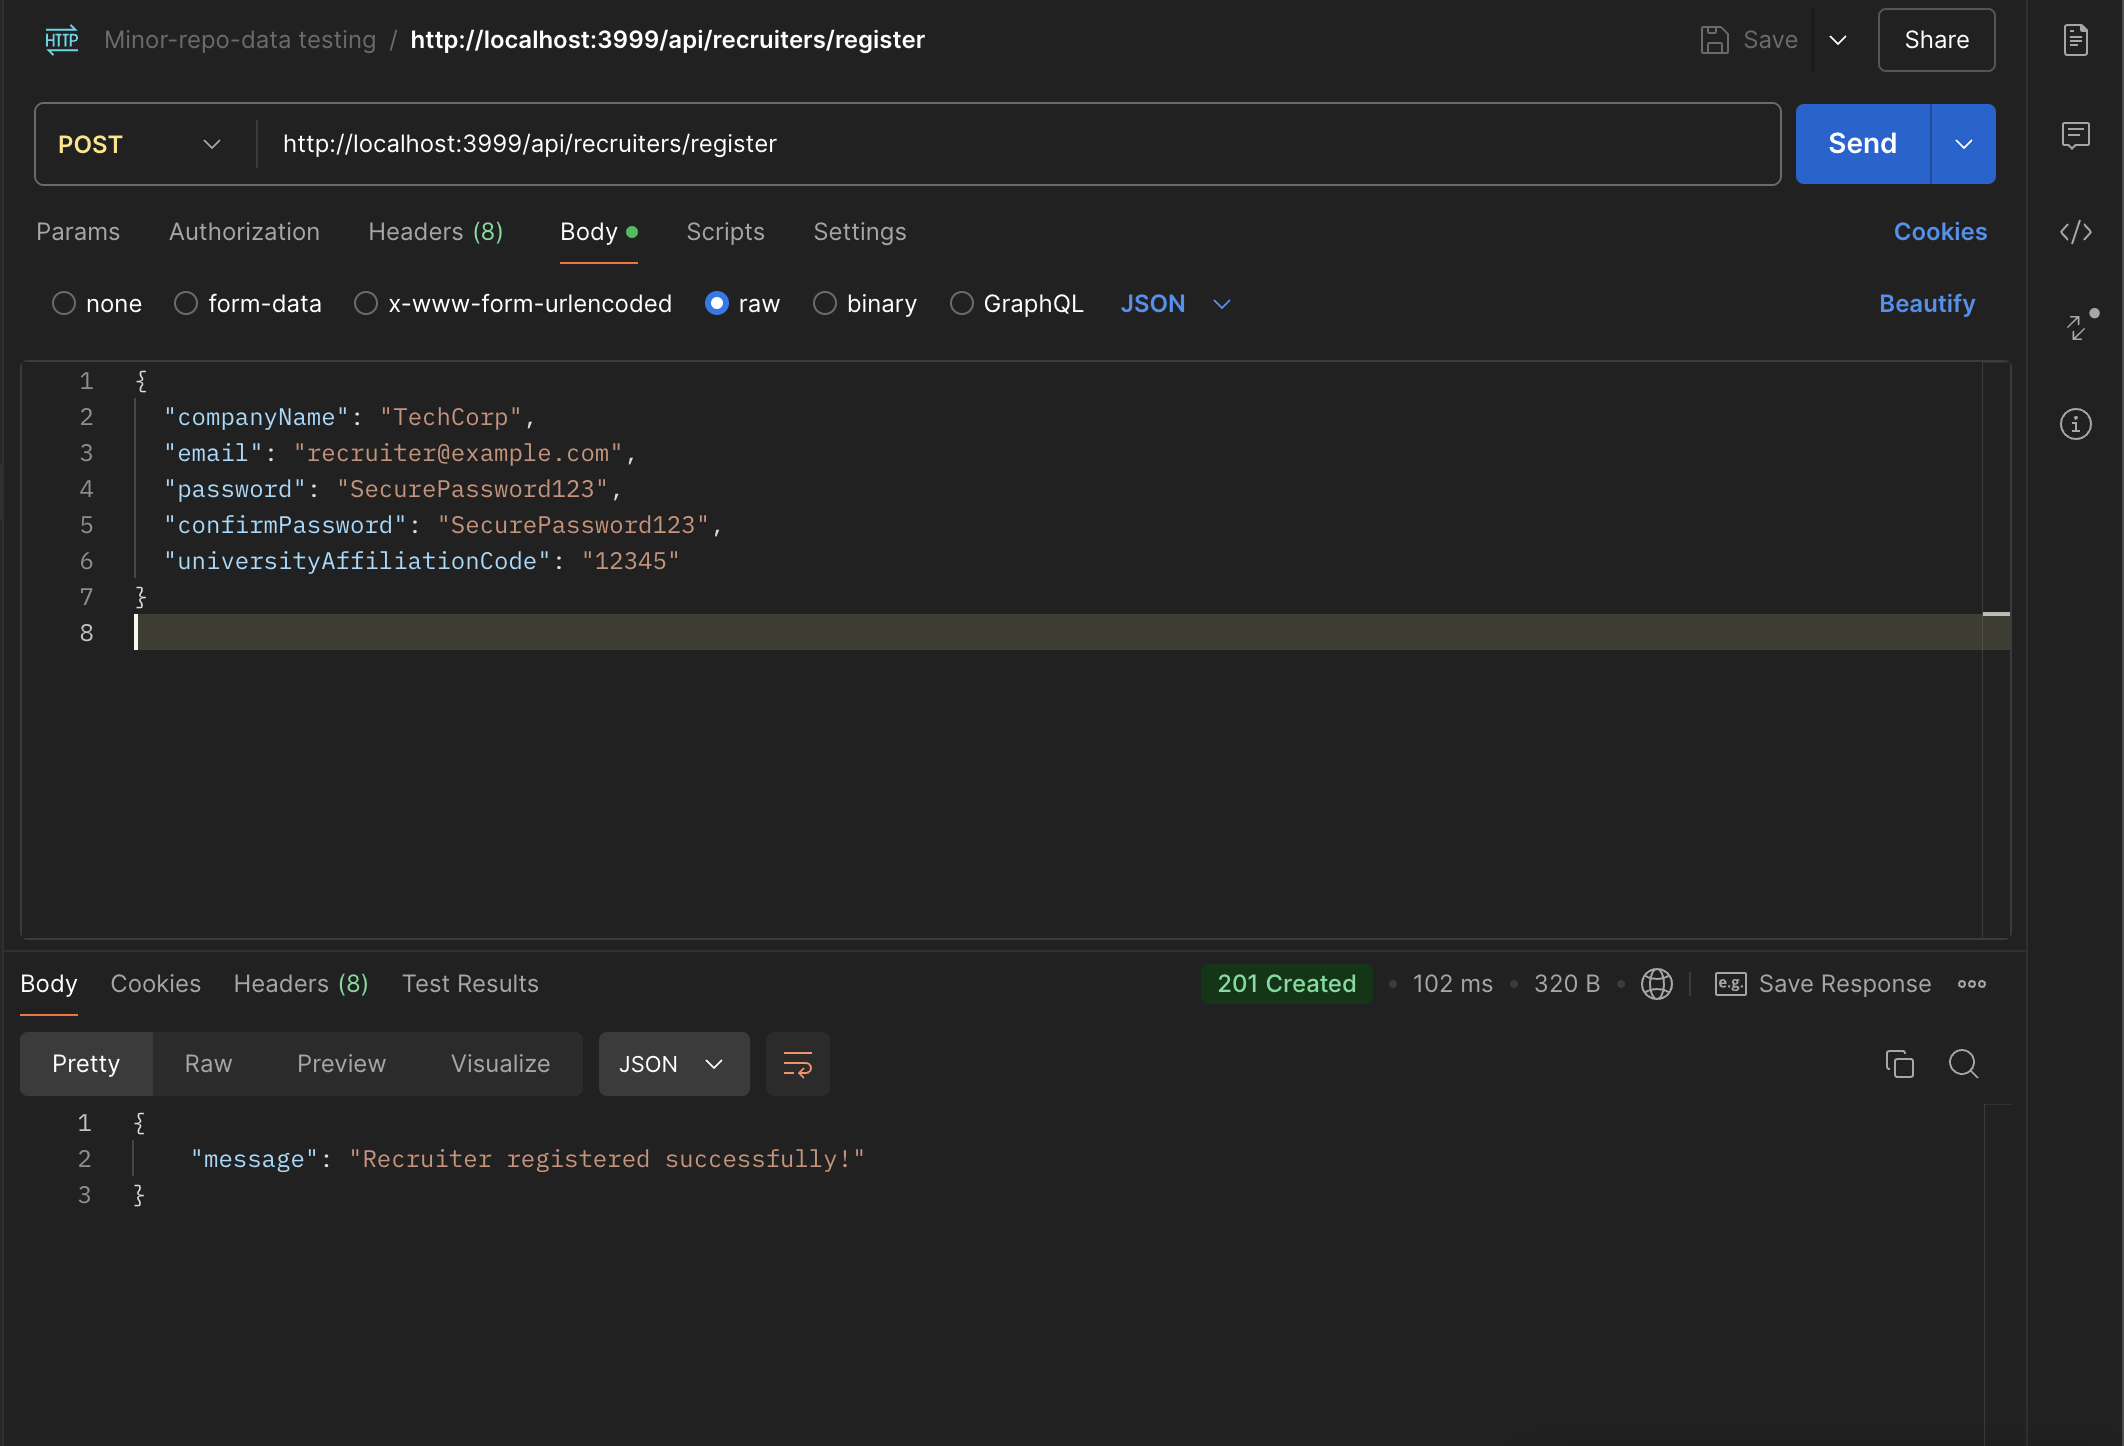 HTTP Minor-repo-data testing / http://localhost:3999/api/recruiters/register Save Share
POST http://localhost:3999/api/recruiters/register Send
Params Authorization Headers (8) Body Scripts Settings Cookies
none form-data x-www-form-urlencoded raw binary GraphQL JSON Beautify
1 {
2 "companyName": "TechCorp",
3 "email": "recruiter@example.com",
4 "password": "SecurePassword123",
5 "confirmPassword": "SecurePassword123",
6 "universityAffiliationCode": "12345"
7 }
8
Body Cookies Headers (8) Test Results 201 Created • 102 ms • 320 B • e.g. Save Response
Pretty Raw Preview Visualize JSON
1 {
2 "message": "Recruiter registered successfully!"
3 }